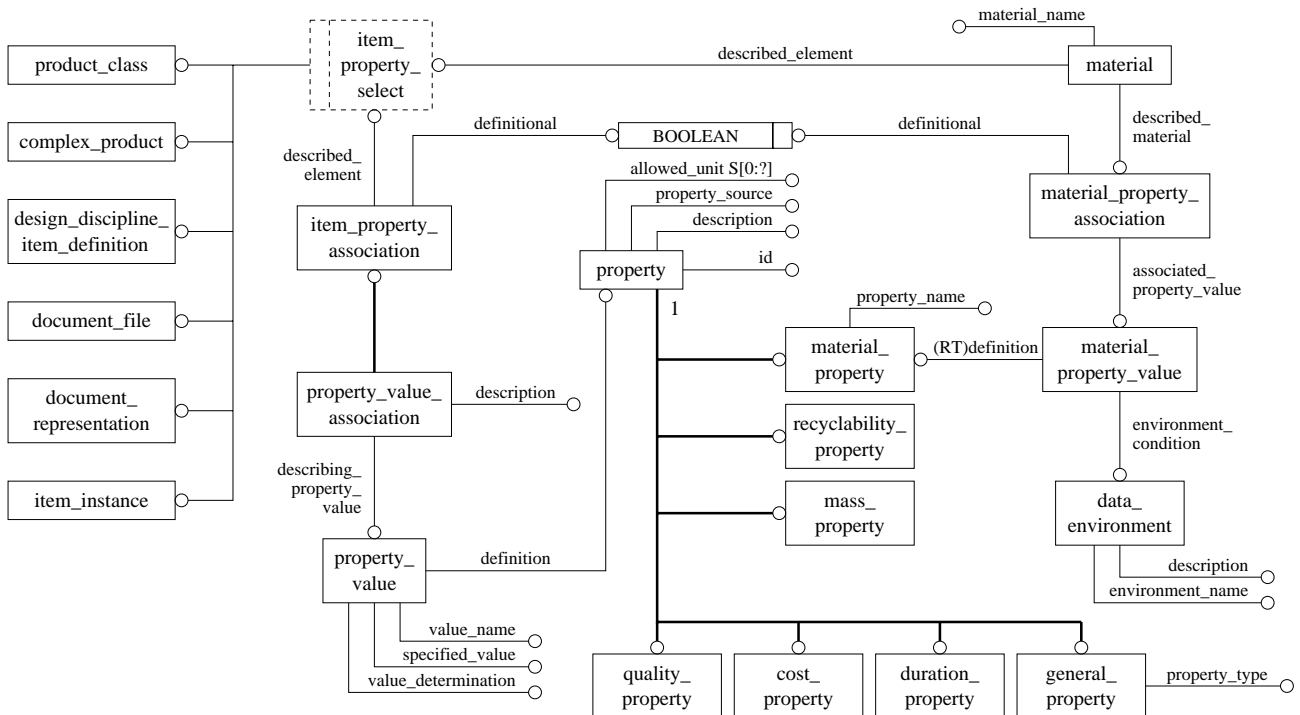 material_name
item_
property_
select
product_class
described_element
material
complex_product
definitional
BOOLEAN
definitional
described_
material
described_
element
allowed_unit S[0:?]
property_source
description
design_discipline_
item_definition
item_property_
association
material_property_
association
property
id
associated_
property_value
1
property_name
document_file
material_
property
(RT)definition
material_
property_value
document_
representation
property_value_
association
description
recyclability_
property
environment_
condition
describing_
property_
value
item_instance
mass_
property
data_
environment
property_
value
definition
description
environment_name
value_name
specified_value
value_determination
quality_
property
cost_
property
duration_
property
general_
property
property_type